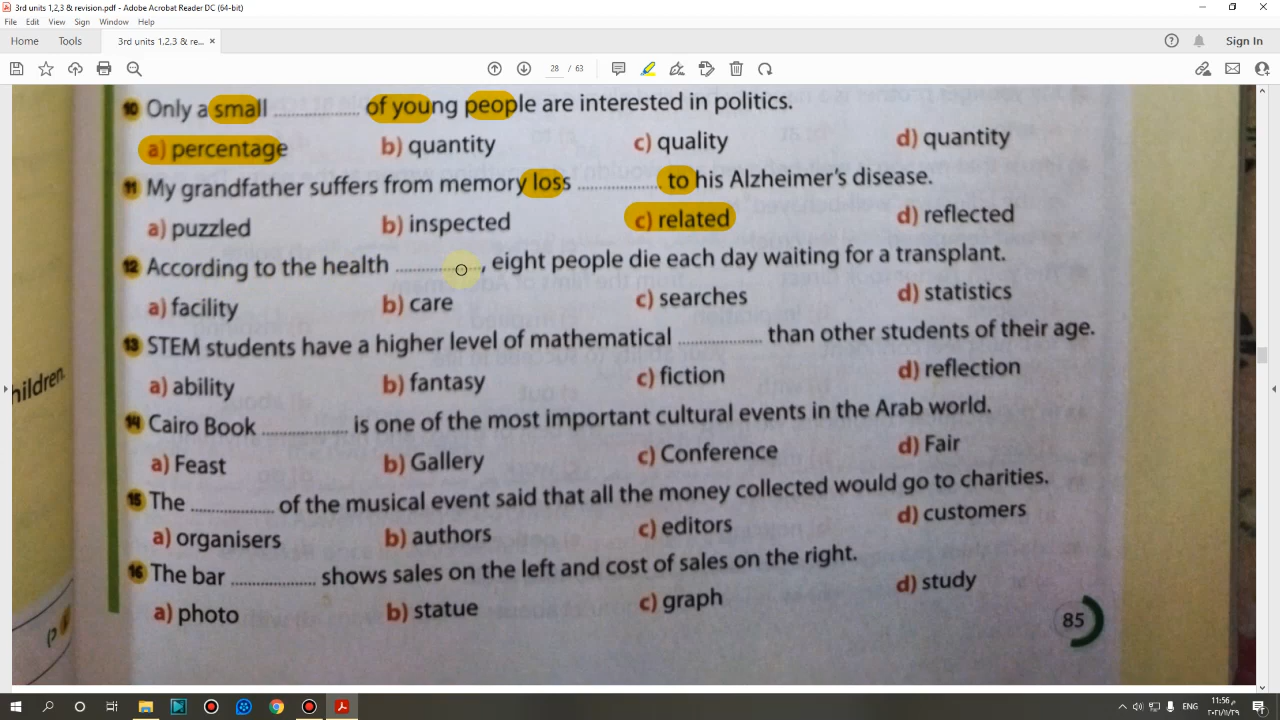 3rd units 1,2,3 & revision.pdf - Adobe Acrobat Reader DC (64-bit)
File Edit View Sign Window Help
Home Tools 3rd units 1,2,3 & re... × Sign In
28 / 63
10 Only a small .............. of young people are interested in politics.
a) percentage b) quantity c) quality d) quantity
11 My grandfather suffers from memory loss .............. to his Alzheimer's disease.
a) puzzled b) inspected c) related d) reflected
12 According to the health .............., eight people die each day waiting for a transplant.
a) facility b) care c) searches d) statistics
13 STEM students have a higher level of mathematical .............. than other students of their age.
a) ability b) fantasy c) fiction d) reflection
14 Cairo Book .............. is one of the most important cultural events in the Arab world.
a) Feast b) Gallery c) Conference d) Fair
15 The .............. of the musical event said that all the money collected would go to charities.
a) organisers b) authors c) editors d) customers
16 The bar .............. shows sales on the left and cost of sales on the right.
a) photo b) statue c) graph d) study
85
hildren.
ENG
11:56 م